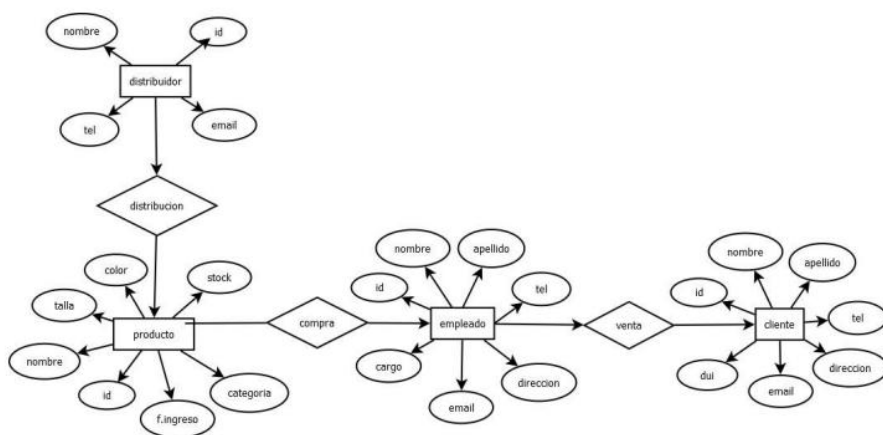 nombre
id
distribuidor
tel
email
distribucion
color
stock
talla
producto
nombre
id
f.ingreso
categoria
compra
nombre
apellido
id
tel
empleado
cargo
email
direccion
venta
nombre
apellido
id
cliente
tel
dui
email
direccion